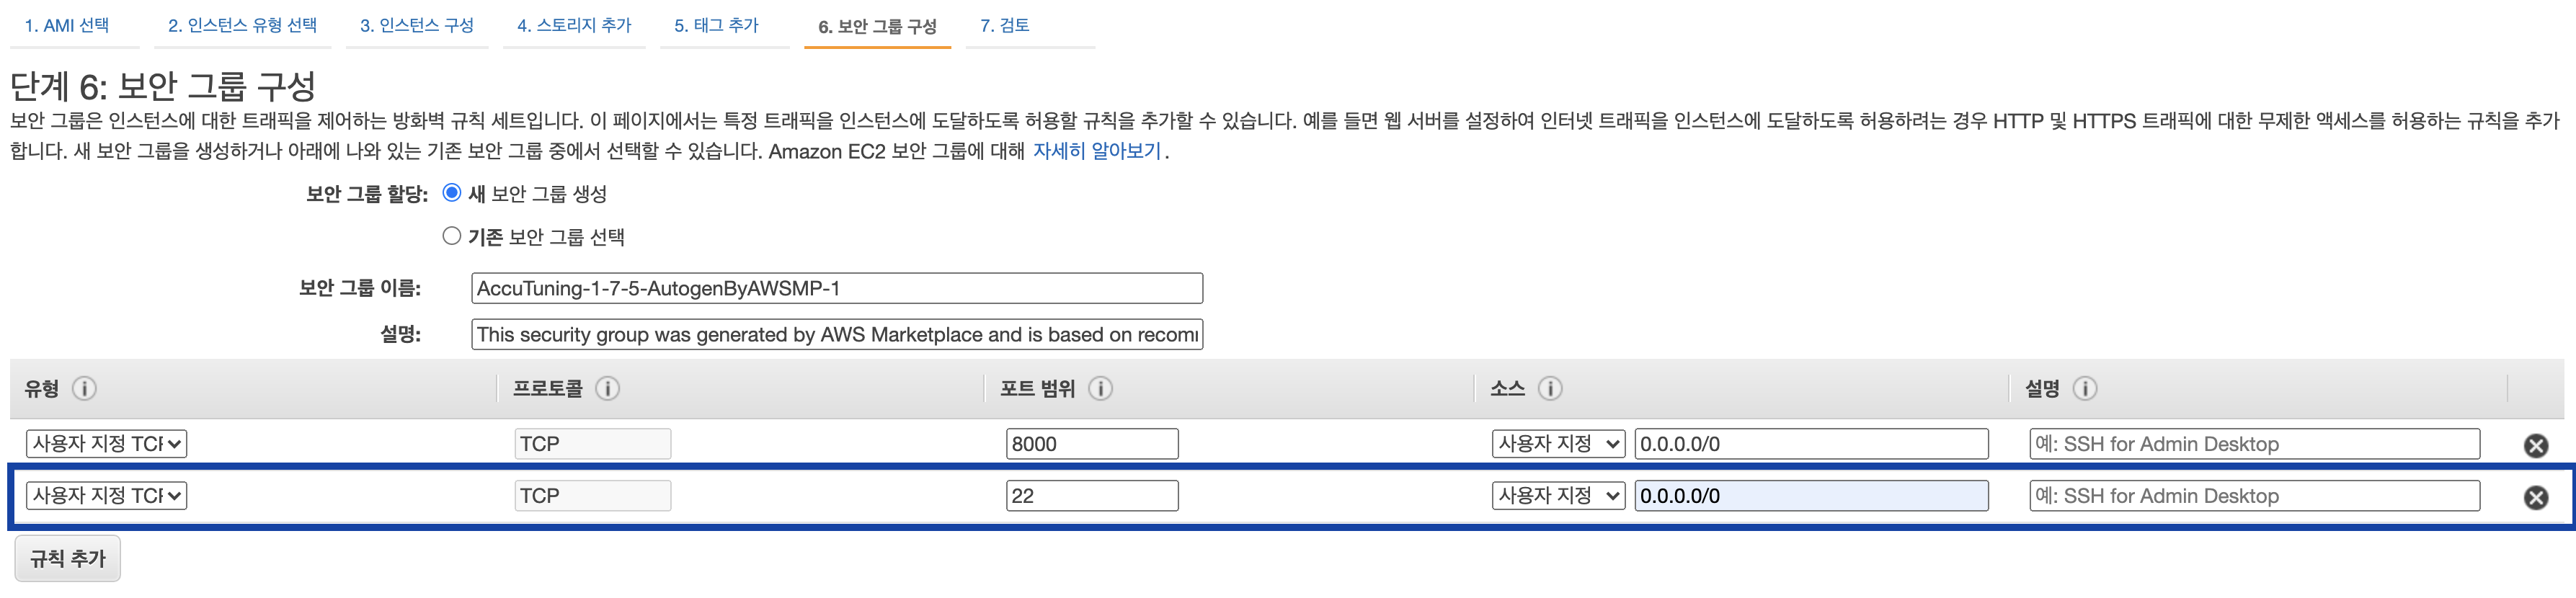 1. AMI 선택 2. 인스턴스 유형 선택 3. 인스턴스 구성 4. 스토리지 추가 5. 태그 추가 6. 보안 그룹 구성 7. 검토
단계 6: 보안 그룹 구성
보안 그룹은 인스턴스에 대한 트래픽을 제어하는 방화벽 규칙 세트입니다. 이 페이지에서는 특정 트래픽을 인스턴스에 도달하도록 허용할 규칙을 추가할 수 있습니다. 예를 들면 웹 서버를 설정하여 인터넷 트래픽을 인스턴스에 도달하도록 허용하려는 경우 HTTP 및 HTTPS 트래픽에 대한 무제한 액세스를 허용하는 규칙을 추가
합니다. 새 보안 그룹을 생성하거나 아래에 나와 있는 기존 보안 그룹 중에서 선택할 수 있습니다. Amazon EC2 보안 그룹에 대해 자세히 알아보기.
보안 그룹 할당: 새 보안 그룹 생성
기존 보안 그룹 선택
보안 그룹 이름: AccuTuning-1-7-5-AutogenByAWSMP-1
설명: This security group was generated by AWS Marketplace and is based on recom
유형 프로토콜 포트 범위 소스 설명
사용자 지정 TCP TCP 8000 사용자 지정 0.0.0.0/0 예: SSH for Admin Desktop
사용자 지정 TCP TCP 22 사용자 지정 0.0.0.0/0 예: SSH for Admin Desktop
규칙 추가